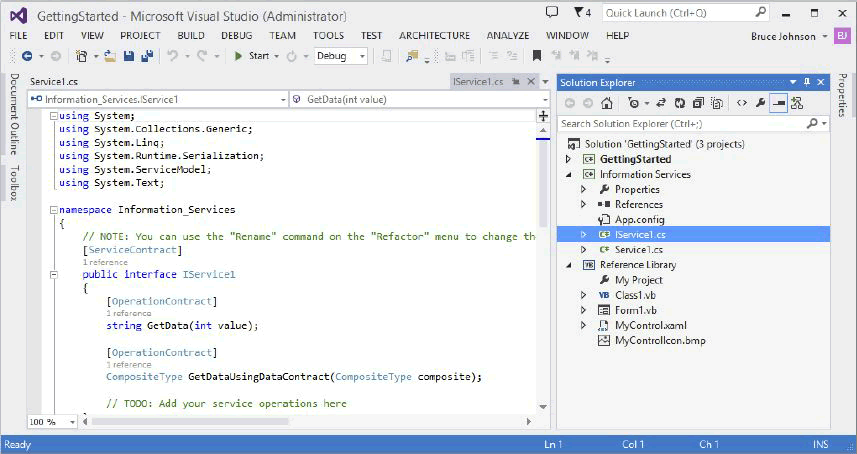 GettingStarted - Microsoft Visual Studio (Administrator)
4
Quick Launch (Ctrl+Q)
FILE EDIT VIEW PROJECT BUILD DEBUG TEAM TOOLS TEST ARCHITECTURE ANALYZE WINDOW HELP
Bruce Johnson
BJ
Start
Debug
Document Outline
Toolbox
Service1.cs
IService1.cs
Information_Services.IService1
GetData(int value)
using System;
using System.Collections.Generic;
using System.Linq;
using System.Runtime.Serialization;
using System.ServiceModel;
using System.Text;
namespace Information_Services
{
// NOTE: You can use the "Rename" command on the "Refactor" menu to change the
[ServiceContract]
1 reference
public interface IService1
{
[OperationContract]
1 reference
string GetData(int value);
[OperationContract]
1 reference
CompositeType GetDataUsingDataContract(CompositeType composite);
// TODO: Add your service operations here
100 %
Solution Explorer
Search Solution Explorer (Ctrl+;)
Solution 'GettingStarted' (3 projects)
GettingStarted
Information Services
Properties
References
App.config
IService1.cs
Service1.cs
Reference Library
My Project
Class1.vb
Form1.vb
MyControl.xaml
MyControlIcon.bmp
Properties
Ready
Ln 1
Col 1
Ch 1
INS